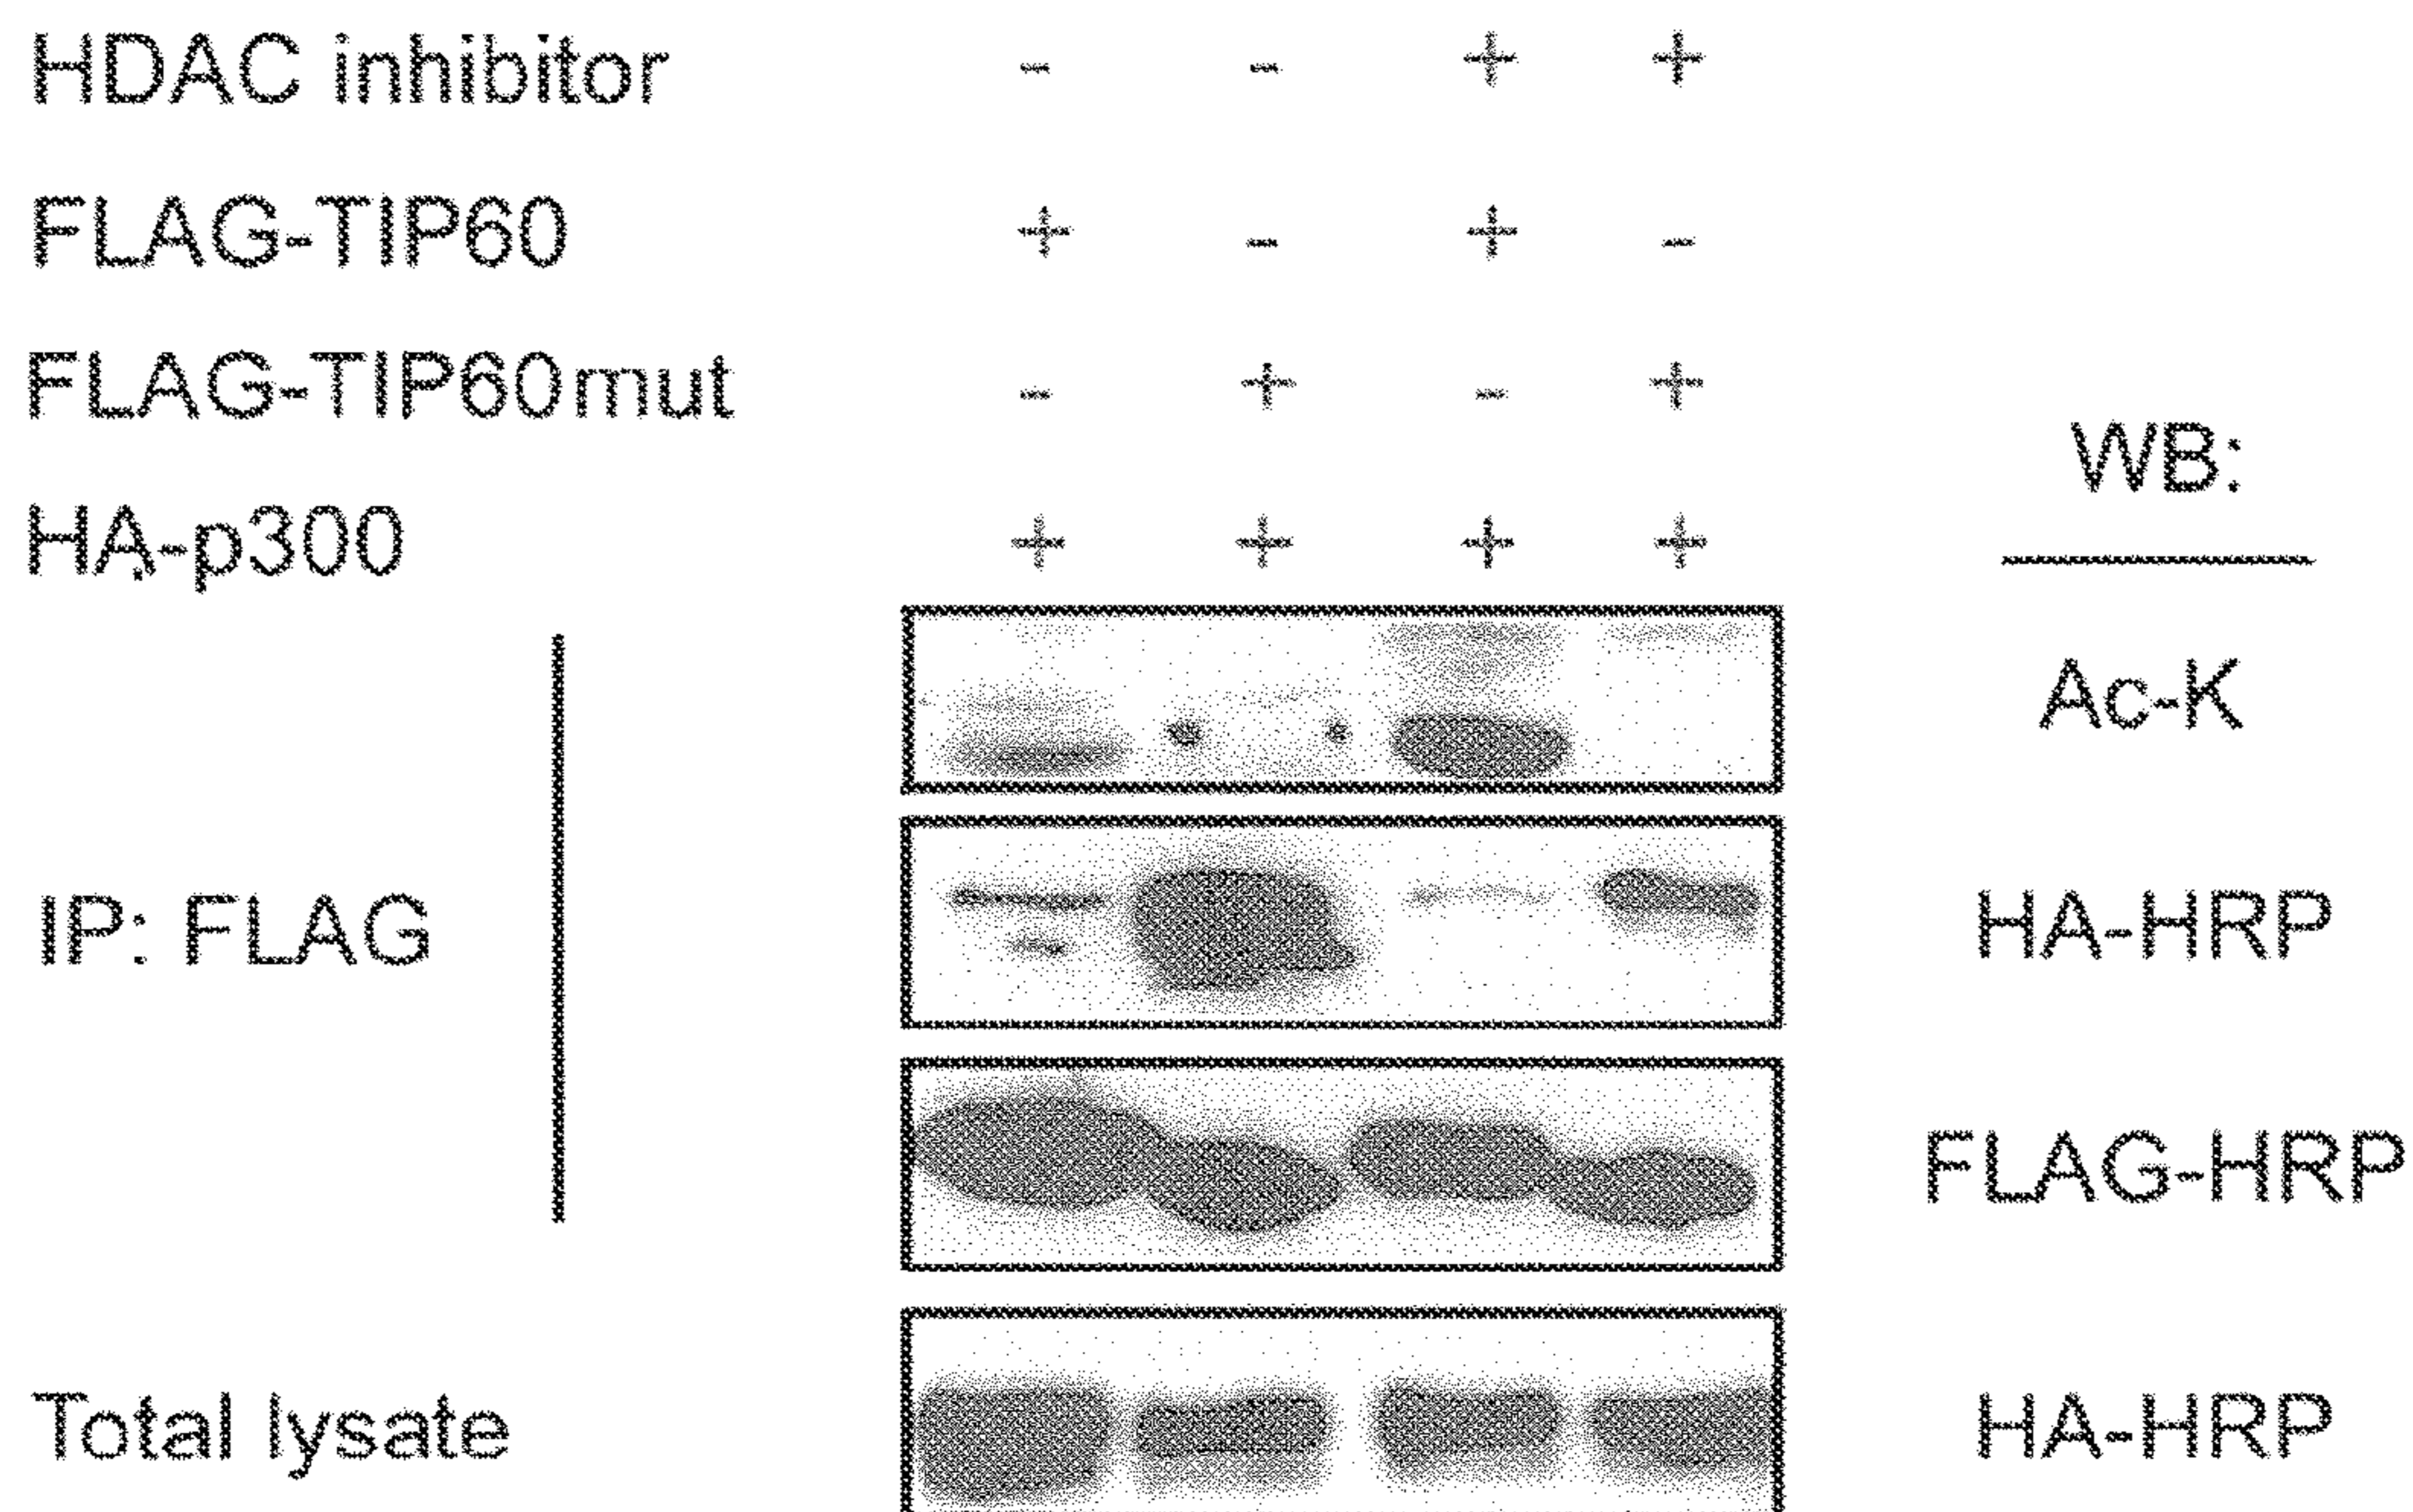 HDAC inhibitor - - + +
FLAG-TIP60 + - + -
FLAG-TIP60mut - + - +
WB:
HA-p300 + + + +
Ac-K
IP: FLAG HA-HRP
FLAG-HRP
Total lysate HA-HRP